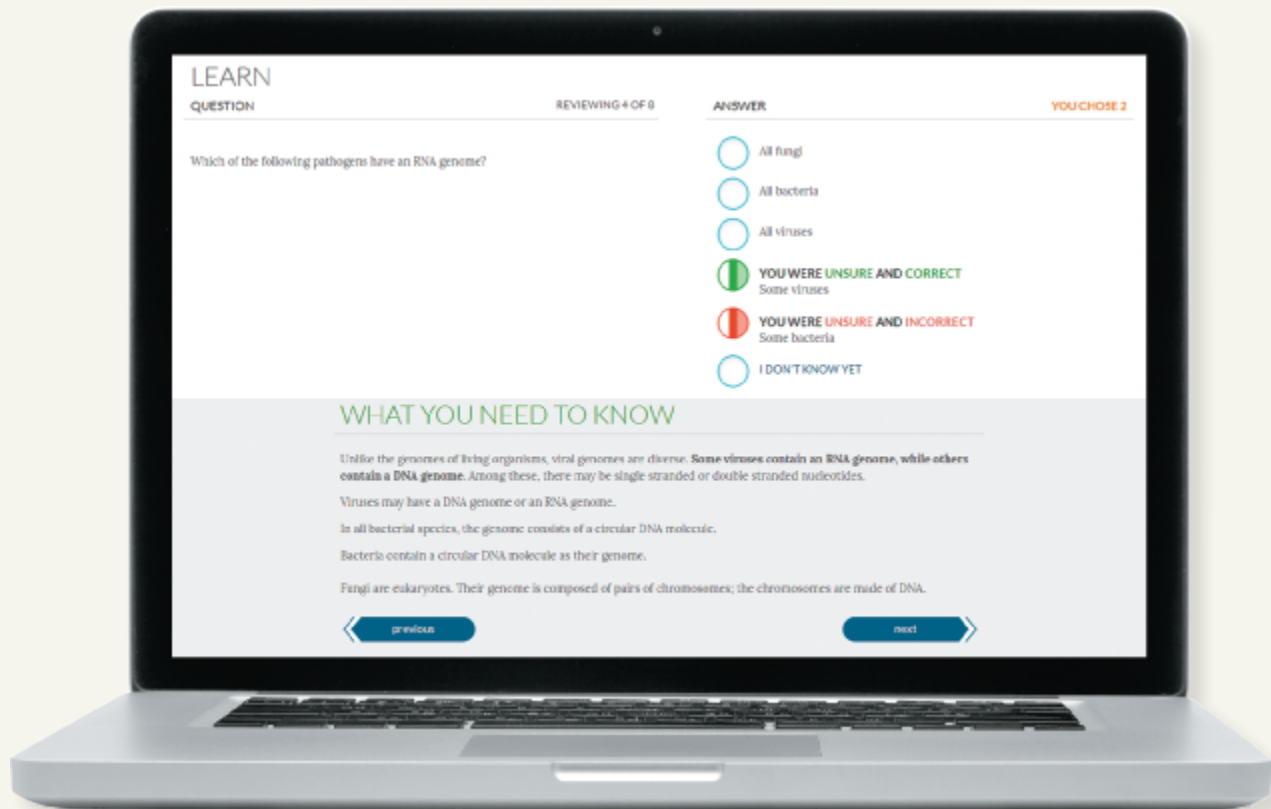 LEARN
QUESTION
REVIEWING 4 OF 8
Which of the following pathogens have an RNA genome?
ANSWER
YOU CHOSE 2
All fungi
All bacteria
All viruses
YOU WERE UNSURE AND CORRECT
Some viruses
YOU WERE UNSURE AND INCORRECT
Some bacteria
I DON'T KNOW YET
WHAT YOU NEED TO KNOW
Unlike the genomes of living organisms, viral genomes are diverse. Some viruses contain an RNA genome, while others
contain a DNA genome. Among these, there may be single stranded or double stranded nucleotides.
Viruses may have a DNA genome or an RNA genome.
In all bacterial species, the genome consists of a circular DNA molecule.
Bacteria contain a circular DNA molecule as their genome.
Fungi are eukaryotes. Their genome is composed of pairs of chromosomes; the chromosomes are made of DNA.
previous
next